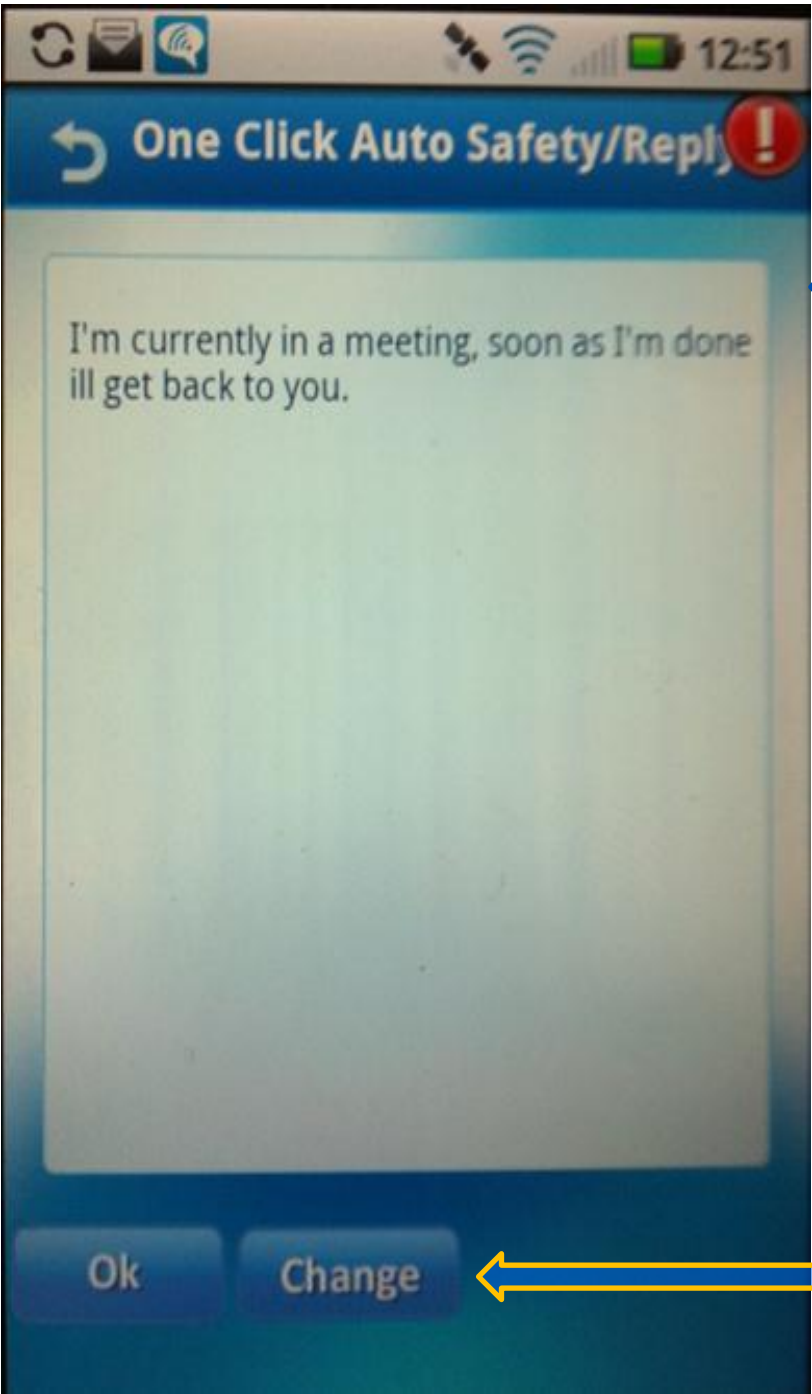 12:51
One Click Auto Safety/Reply
!
I'm currently in a meeting, soon as I'm done
ill get back to you.
Ok Change